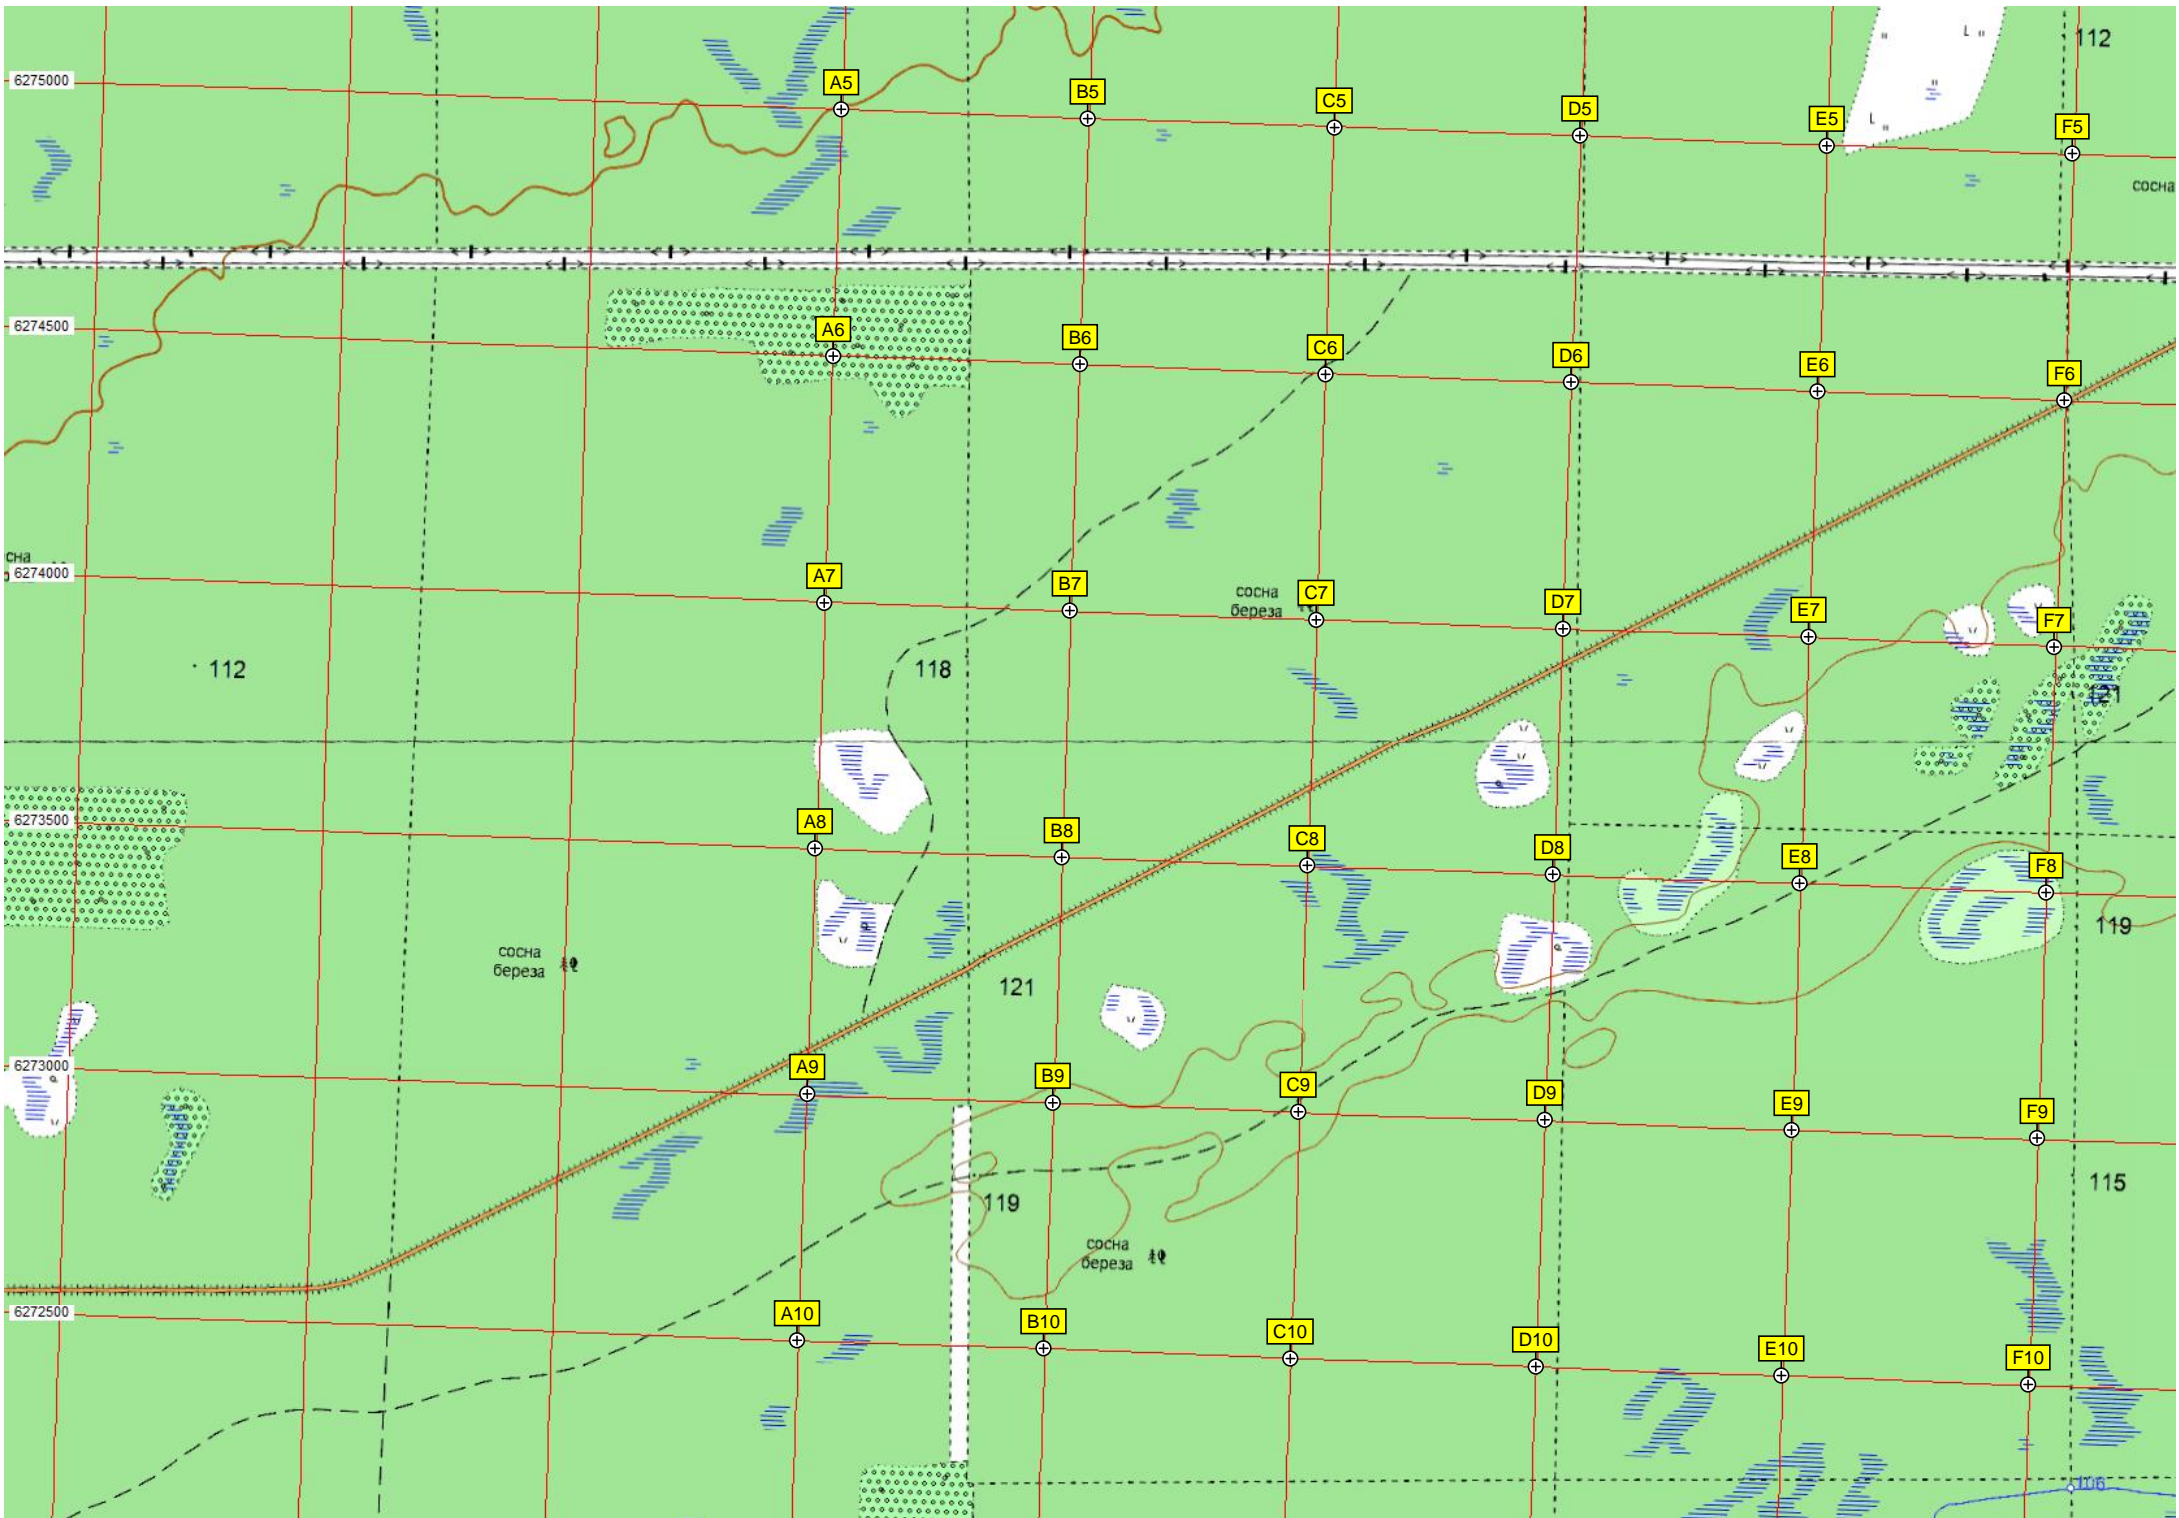 112
6275000
A5
B5
C5
D5
E5
F5
сосна
6274500
A6
B6
C6
D6
E6
F6
сна
6274000
A7
B7
C7
D7
E7
F7
сосна
береза
112
118
121
6273500
A8
B8
C8
D8
E8
F8
119
сосна
береза
121
6273000
A9
B9
C9
D9
E9
F9
115
119
сосна
береза
6272500
A10
B10
C10
D10
E10
F10
106